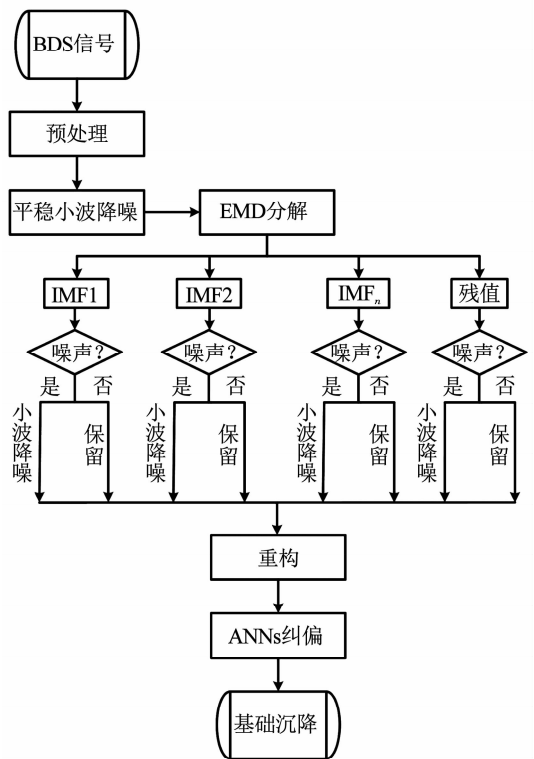 BDS信号
预处理
平稳小波降噪
EMD分解
IMF1
IMF2
IMFn
残值
噪声?
噪声?
噪声?
噪声?
是
否
是
否
是
否
是
否
小波降噪
保留
小波降噪
保留
小波降噪
保留
小波降噪
保留
重构
ANNs纠偏
基础沉降